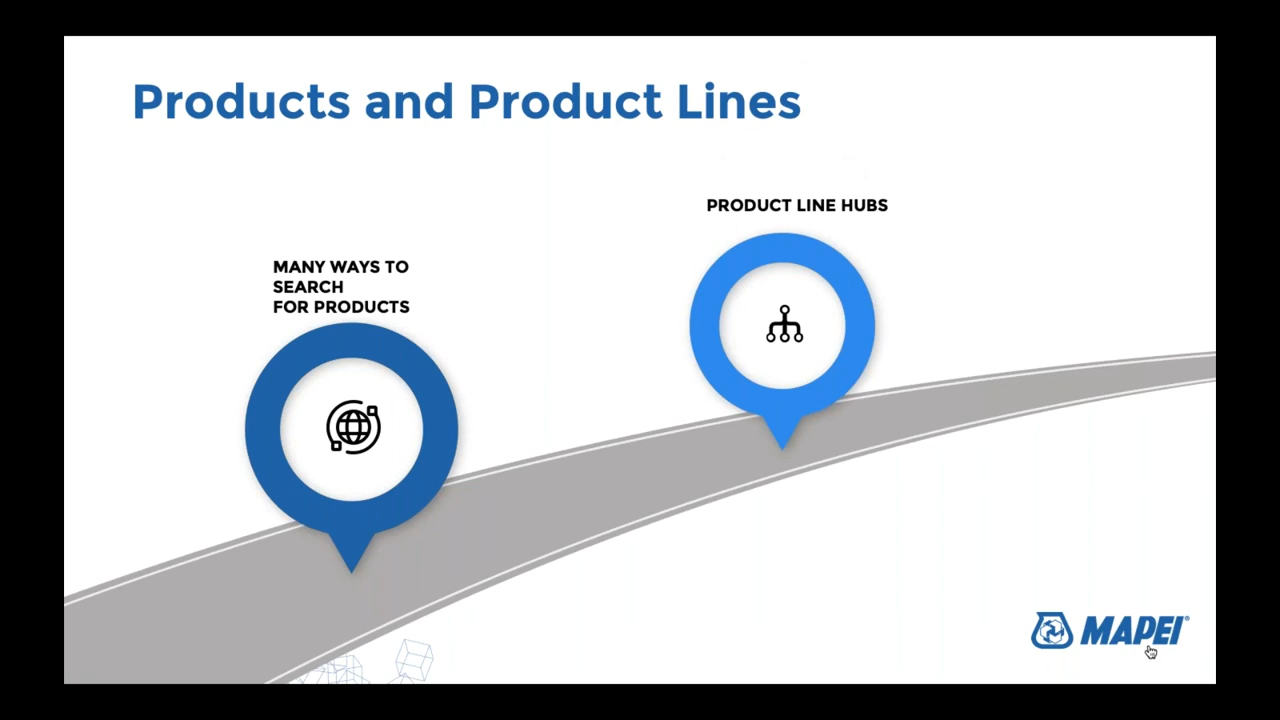 Products and Product Lines
PRODUCT LINE HUBS
MANY WAYS TO
SEARCH
FOR PRODUCTS
MAPEI®